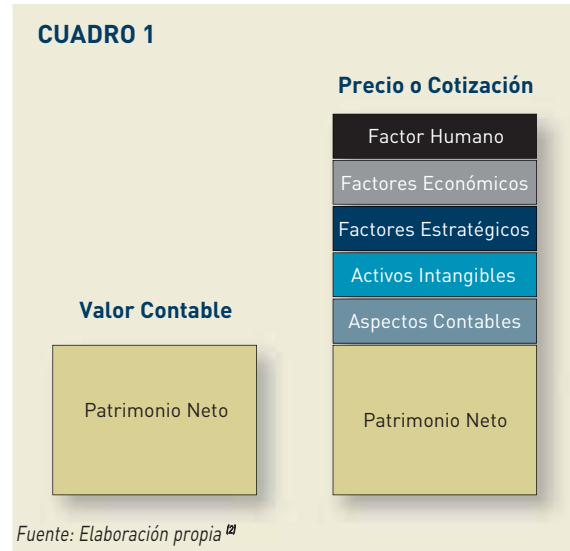 CUADRO 1
Precio o Cotización
Factor Humano
Factores Económicos
Factores Estratégicos
Activos Intangibles
Valor Contable
Aspectos Contables
Patrimonio Neto
Patrimonio Neto
Fuente: Elaboración propia (2)